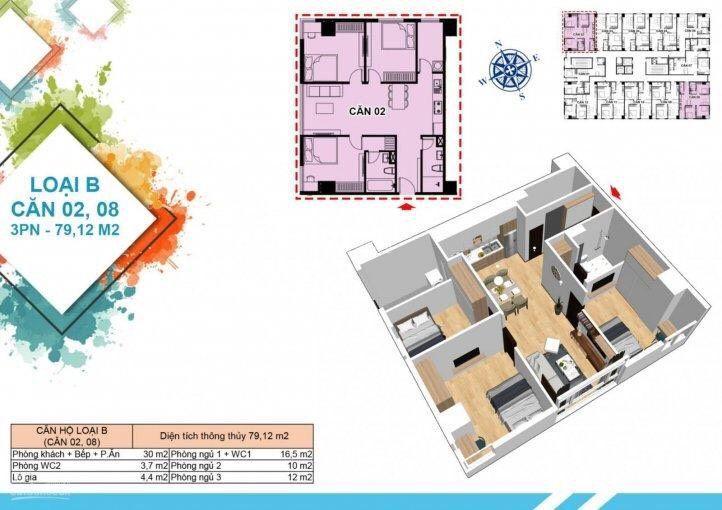 CĂN 02
N
E
S
W
CĂN 02
LOẠI B
CĂN 02, 08
3PN - 79,12 M2
CĂN HỘ LOẠI B
(CĂN 02, 08)
Diện tích thông thủy 79,12 m2
Phòng khách + Bếp + P.Ăn 30 m2 Phòng ngủ 1 + WC1 16,5 m2
Phòng WC2 3,7 m2 Phòng ngủ 2 10 m2
Lô gia 4,4 m2 Phòng ngủ 3 12 m2